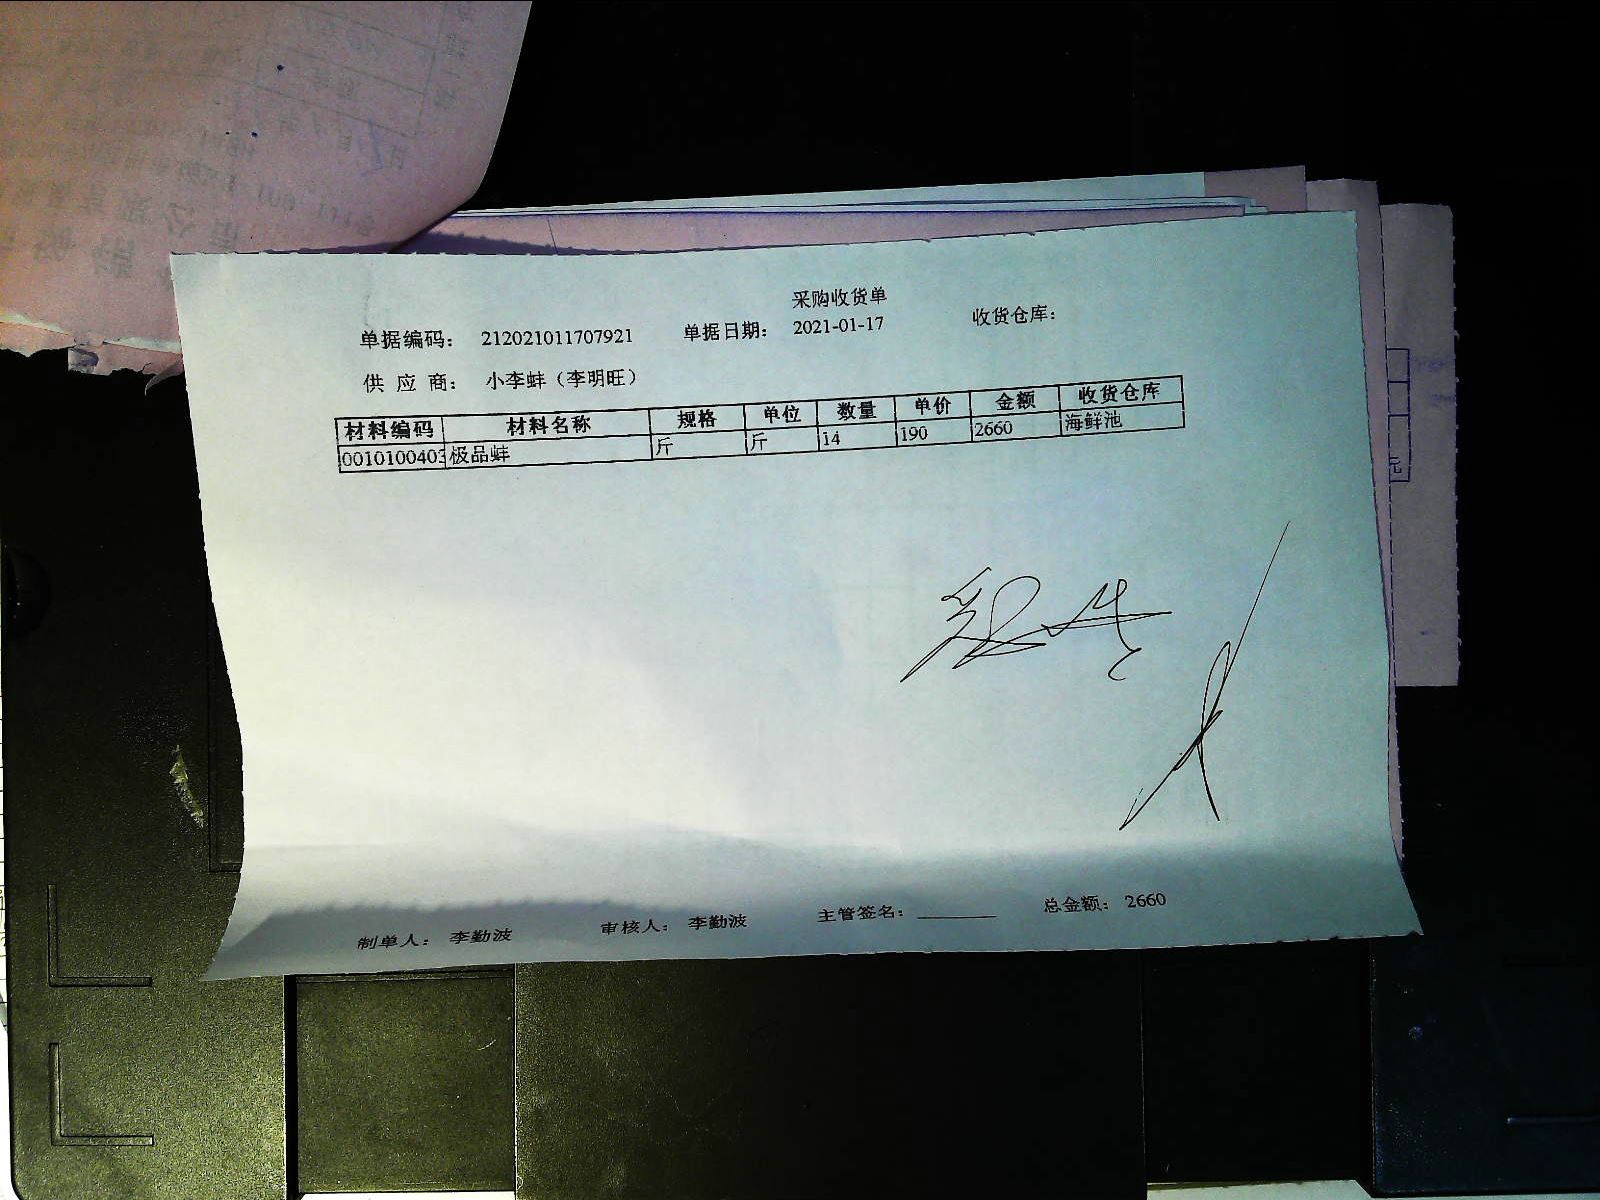 采购收货单
单据编码： 212021011707921 单据日期： 2021-01-17 收货仓库：
供 应 商： 小李蚌（李明旺）
材料编码 材料名称 规格 单位 数量 单价 金额 收货仓库
0010100403 极品蚌 斤 斤 14 190 2660 海鲜池
制单人： 李勤波 审核人： 李勤波 主管签名： 总金额： 2660
元